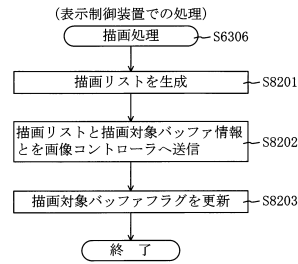 (表示制御装置での処理)
描画処理
S6306
描画リストを生成
S8201
描画リストと描画対象バッファ情報
とを画像コントローラへ送信
S8202
描画対象バッファフラグを更新
S8203
終 了